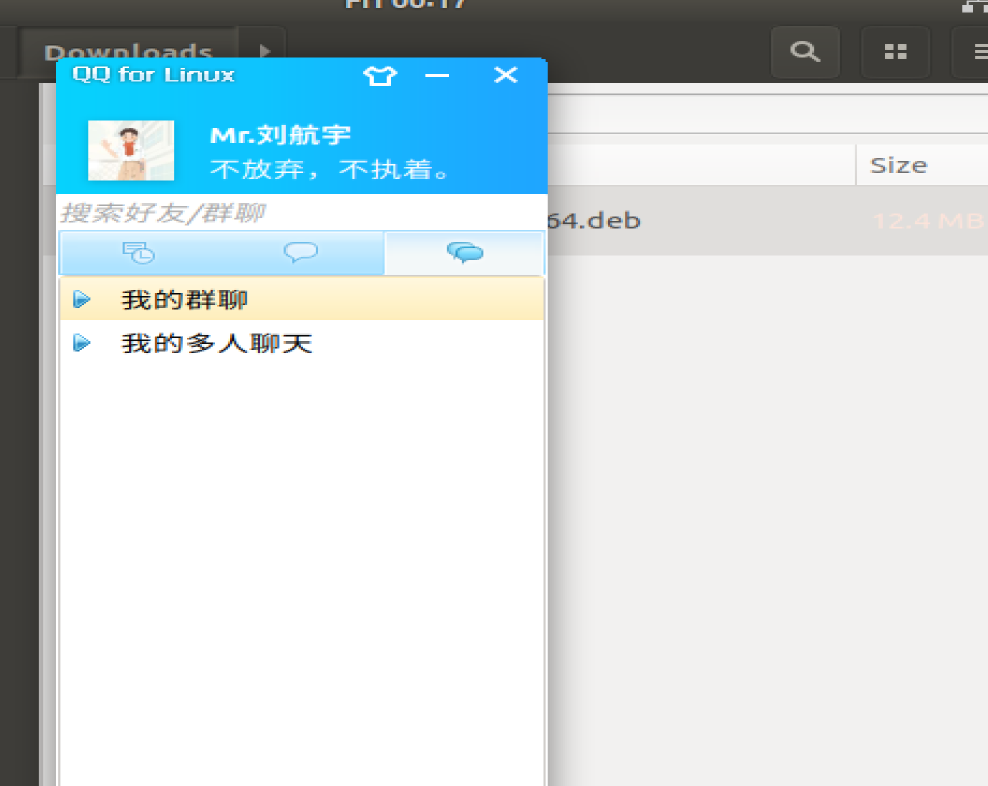 Fri 00:17
Downloads
QQ for Linux
Mr.刘航宇
不放弃，不执着。
Size
搜索好友/群聊
64.deb
12.4 MB
我的群聊
我的多人聊天